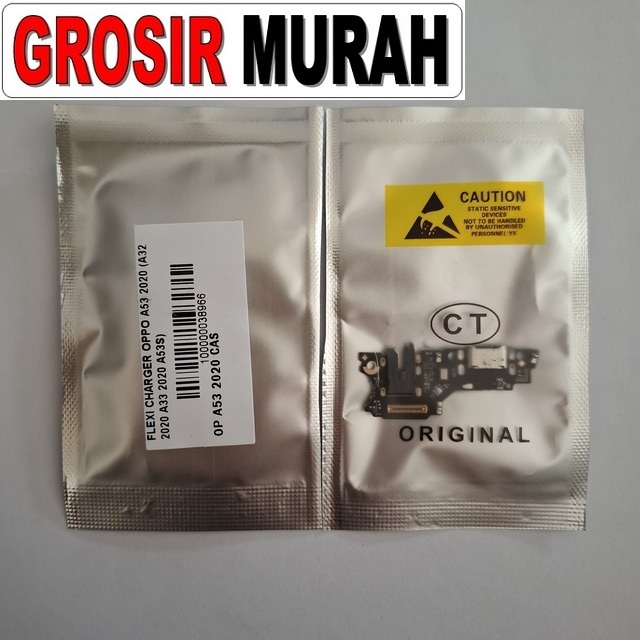 GROSIR MURAH
FLEXI CHARGER OPPO A53 2020 (A32
2020 A33 2020 A53S)
100000038966
OP A53 2020 CAS
CAUTION
STATIC SENSITIVE
DEVICES
NOT TO BE HANDLED
BY UNAUTHORISED
PERSONNEL:YX
CT
ORIGINAL